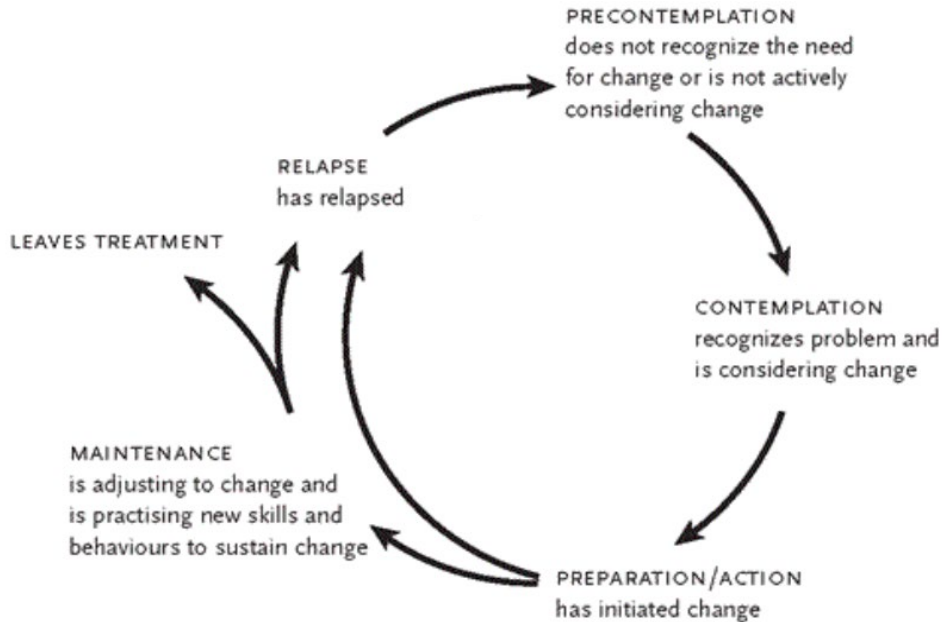 PRECONTEMPLATION
does not recognize the need
for change or is not actively
considering change
RELAPSE
has relapsed
LEAVES TREATMENT
CONTEMPLATION
recognizes problem and
is considering change
MAINTENANCE
is adjusting to change and
is practising new skills and
behaviours to sustain change
PREPARATION/ACTION
has initiated change